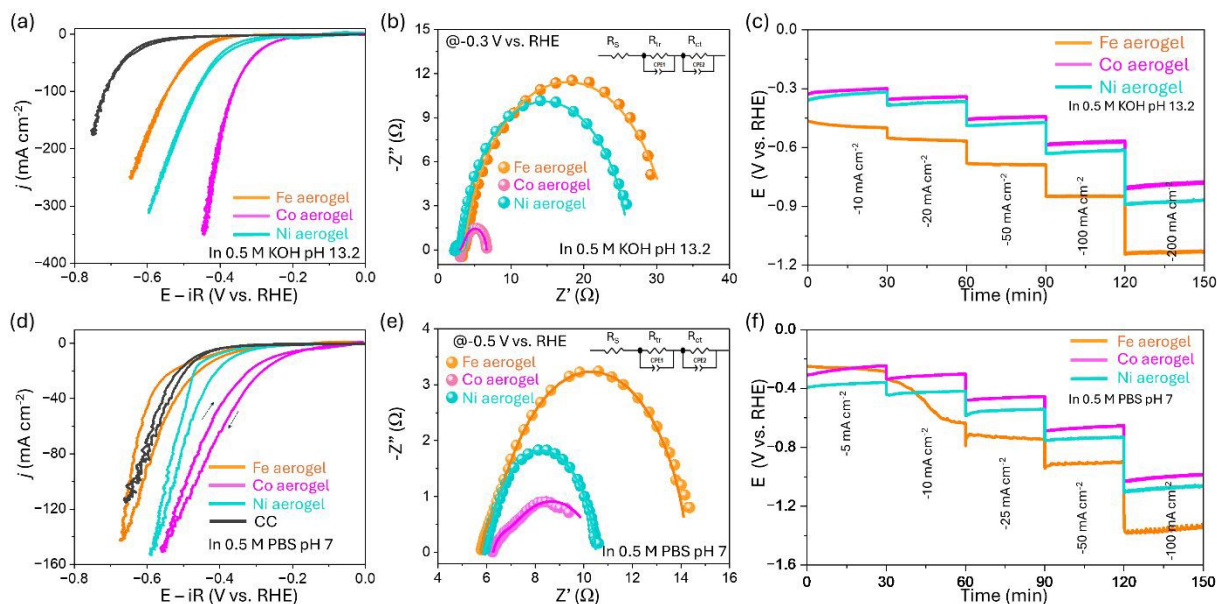 (a)
0
-100
-200
-300
-400
j (mA cm⁻²)
-0.8
-0.6
-0.4
-0.2
0.0
E – iR (V vs. RHE)
Fe aerogel
Co aerogel
Ni aerogel
In 0.5 M KOH pH 13.2
(b)
@-0.3 V vs. RHE
Rs
Rtr
Rct
CPE1
CPE2
15
12
9
6
3
0
-Z'' (Ω)
0
10
20
30
40
Z' (Ω)
Fe aerogel
Co aerogel
Ni aerogel
In 0.5 M KOH pH 13.2
(c)
0.0
-0.3
-0.6
-0.9
-1.2
E (V vs. RHE)
0
30
60
90
120
150
Time (min)
Fe aerogel
Co aerogel
Ni aerogel
In 0.5 M KOH pH 13.2
-10 mA cm⁻²
-20 mA cm⁻²
-50 mA cm⁻²
-100 mA cm⁻²
-200 mA cm⁻²
(d)
0
-40
-80
-120
-160
j (mA cm⁻²)
-0.8
-0.6
-0.4
-0.2
0.0
E – iR (V vs. RHE)
Fe aerogel
Co aerogel
Ni aerogel
CC
In 0.5 M PBS pH 7
(e)
@-0.5 V vs. RHE
Rs
Rtr
Rct
CPE1
CPE2
4
3
2
1
0
-Z'' (Ω)
4
6
8
10
12
14
16
Z' (Ω)
Fe aerogel
Co aerogel
Ni aerogel
In 0.5 M PBS pH 7
(f)
0.0
-0.4
-0.8
-1.2
-1.6
E (V vs. RHE)
0
30
60
90
120
150
Time (min)
Fe aerogel
Co aerogel
Ni aerogel
In 0.5 M PBS pH 7
-5 mA cm⁻²
-10 mA cm⁻²
-25 mA cm⁻²
-50 mA cm⁻²
-100 mA cm⁻²